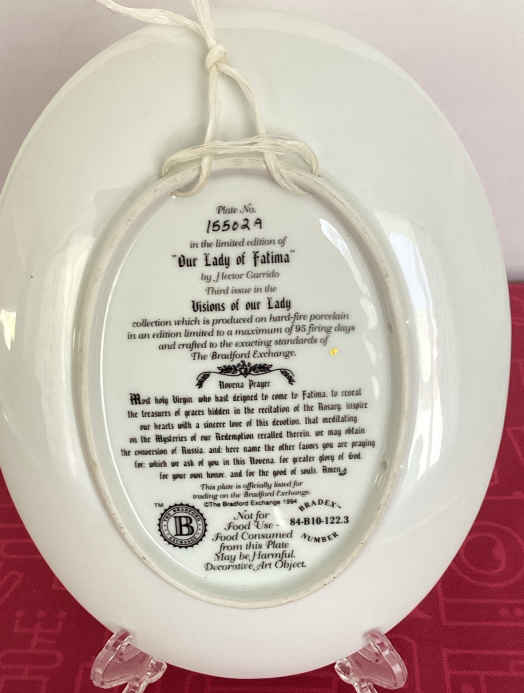 Plate No.
15502A
in the limited edition of
"Our Lady of Fatima"
by Hector Garrido
Third issue in the
Visions of our Lady
collection which is produced on hard-fire porcelain
in an edition limited to a maximum of 95 firing days
and crafted to the exacting standards of
The Bradford Exchange.
Novena Prayer
Most holy Virgin, who hast deigned to come to Fatima, to reveal
the treasures of graces hidden in the recitation of the Rosary, inspire
our hearts with a sincere love of this devotion, that meditating
on the Mysteries of our Redemption recalled therein, we may obtain
the conversion of Russia, and here name the other favors you are praying
for, which we ask of you in this Novena, for greater glory of God,
for your own honor, and for the good of souls. Amen.
This plate is officially listed for
trading on the Bradford Exchange.
©The Bradford Exchange 1994
TM
B
Not for
Food Use -
Food Consumed
from this Plate
May be Harmful.
Decorative Art Object.
BRADEX™
84-B10-122.3
NUMBER